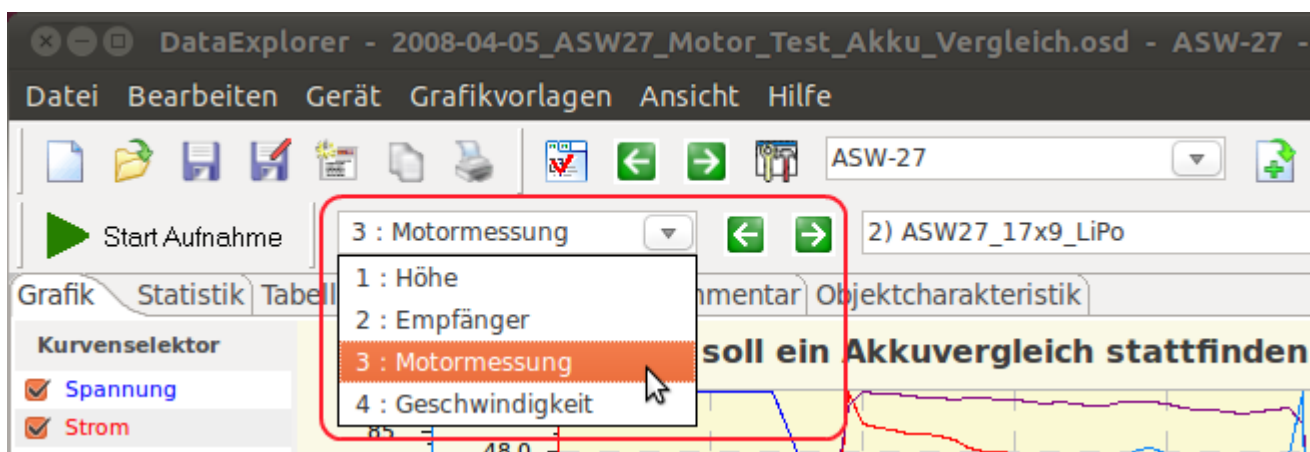 DataExplorer - 2008-04-05_ASW27_Motor_Test_Akku_Vergleich.osd - ASW-27 -
Datei Bearbeiten Gerät Grafikvorlagen Ansicht Hilfe
ASW-27
Start Aufnahme 3 : Motormessung 2) ASW27_17x9_LiPo
Grafik Statistik Objektcharakteristik
1 : Höhe
2 : Empfänger
3 : Motormessung
4 : Geschwindigkeit
Kurvenselektor soll ein Akkuvergleich stattfinden
Spannung
Strom
85
48.0